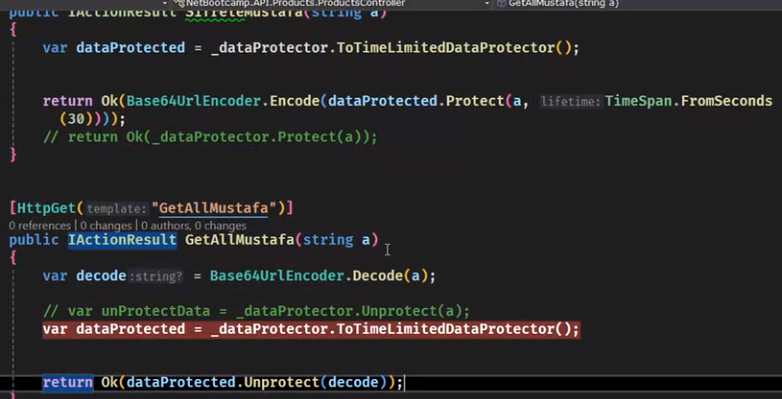 NetBootcamp.API.Products.ProductsController GetAllMustafa(string a)
public IActionResult SifreleMustafa(string a)
{
var dataProtected = _dataProtector.ToTimeLimitedDataProtector();
return Ok(Base64UrlEncoder.Encode(dataProtected.Protect(a, lifetime: TimeSpan.FromSeconds
(30))));
// return Ok(_dataProtector.Protect(a));
}
[HttpGet(template: "GetAllMustafa")]
0 references | 0 changes | 0 authors, 0 changes
public IActionResult GetAllMustafa(string a)
{
var decode:string? = Base64UrlEncoder.Decode(a);
// var unProtectData = _dataProtector.Unprotect(a);
var dataProtected = _dataProtector.ToTimeLimitedDataProtector();
return Ok(dataProtected.Unprotect(decode));
}